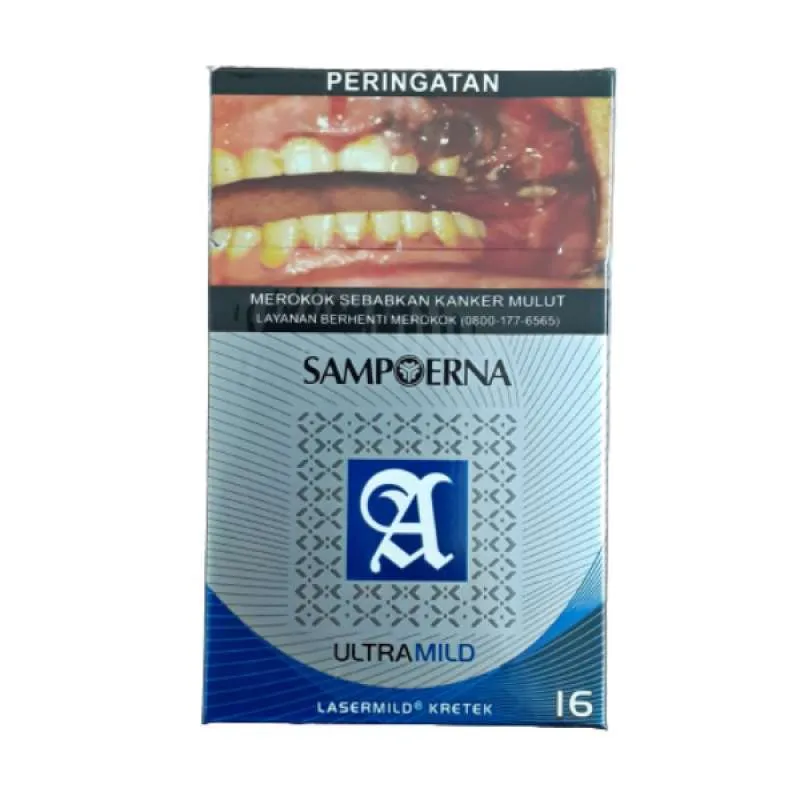 PERINGATAN
MEROKOK SEBABKAN KANKER MULUT
LAYANAN BERHENTI MEROKOK (0800-177-6565)
SAMPOERNA
A
ULTRAMILD
LASERMILD® KRETEK
16